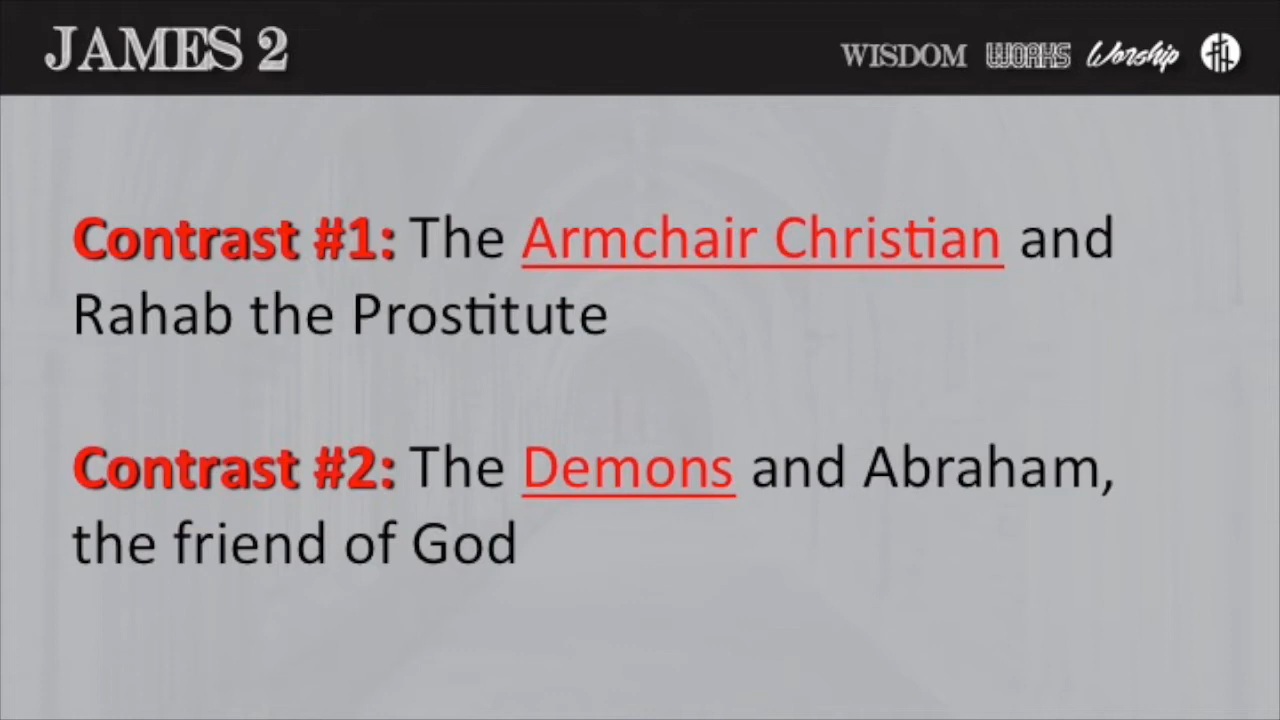 JAMES 2
WISDOM WORKS Worship
Contrast #1: The Armchair Christian and
Rahab the Prostitute
Contrast #2: The Demons and Abraham,
the friend of God